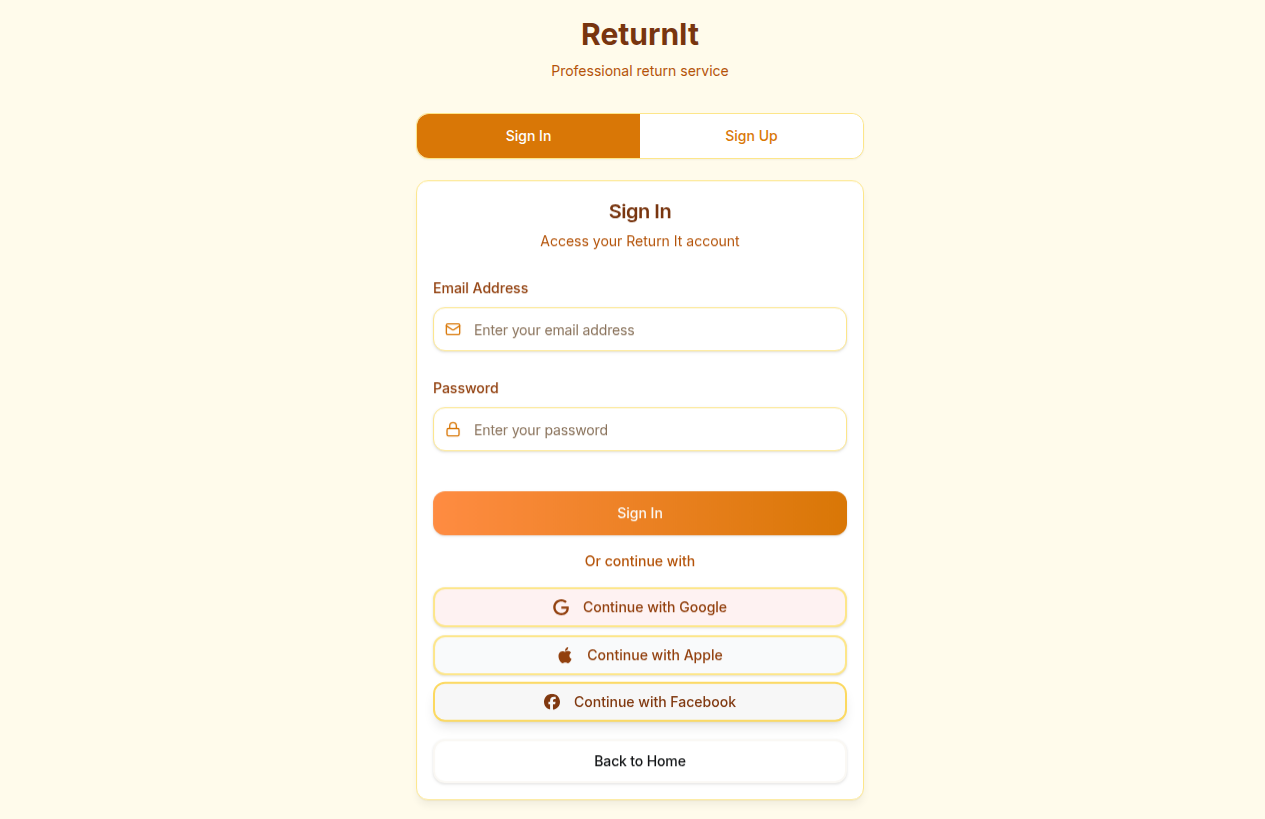 ReturnIt
Professional return service
Sign In
Sign Up
Sign In
Access your Return It account
Email Address
Enter your email address
Password
Enter your password
Sign In
Or continue with
Continue with Google
Continue with Apple
Continue with Facebook
Back to Home